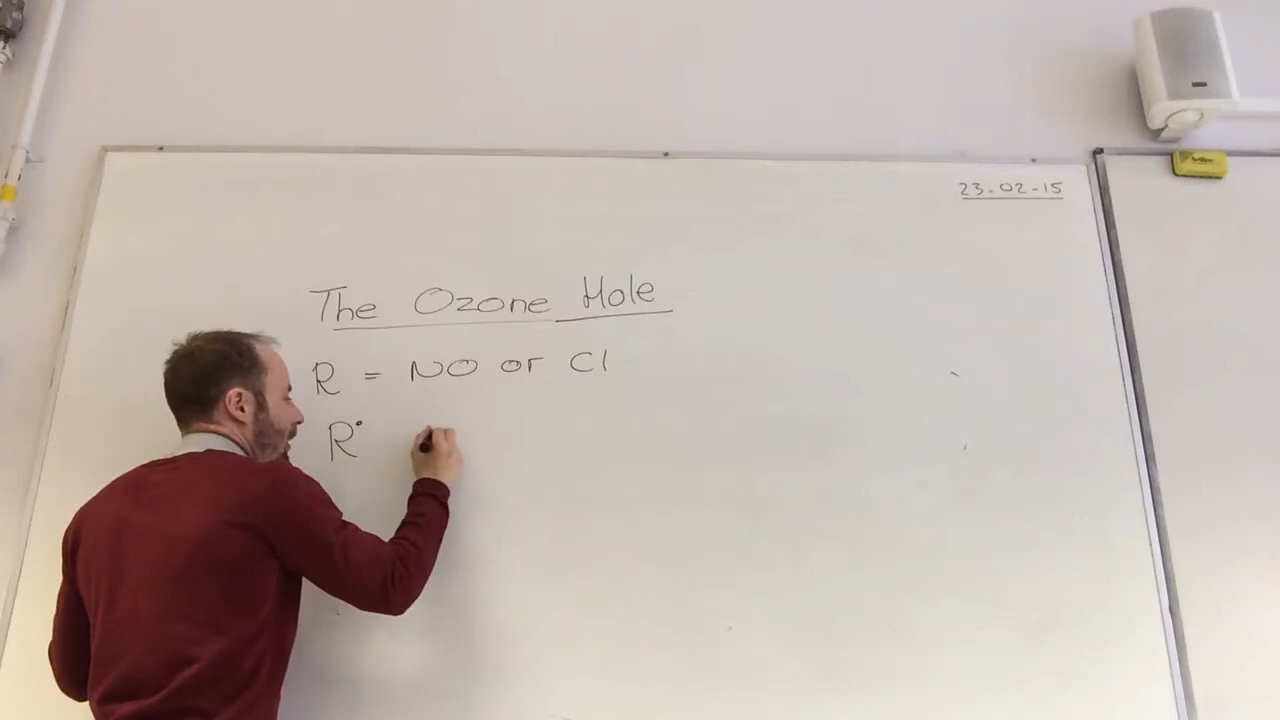 23-02-15
The Ozone Hole
R = NO or Cl
R•